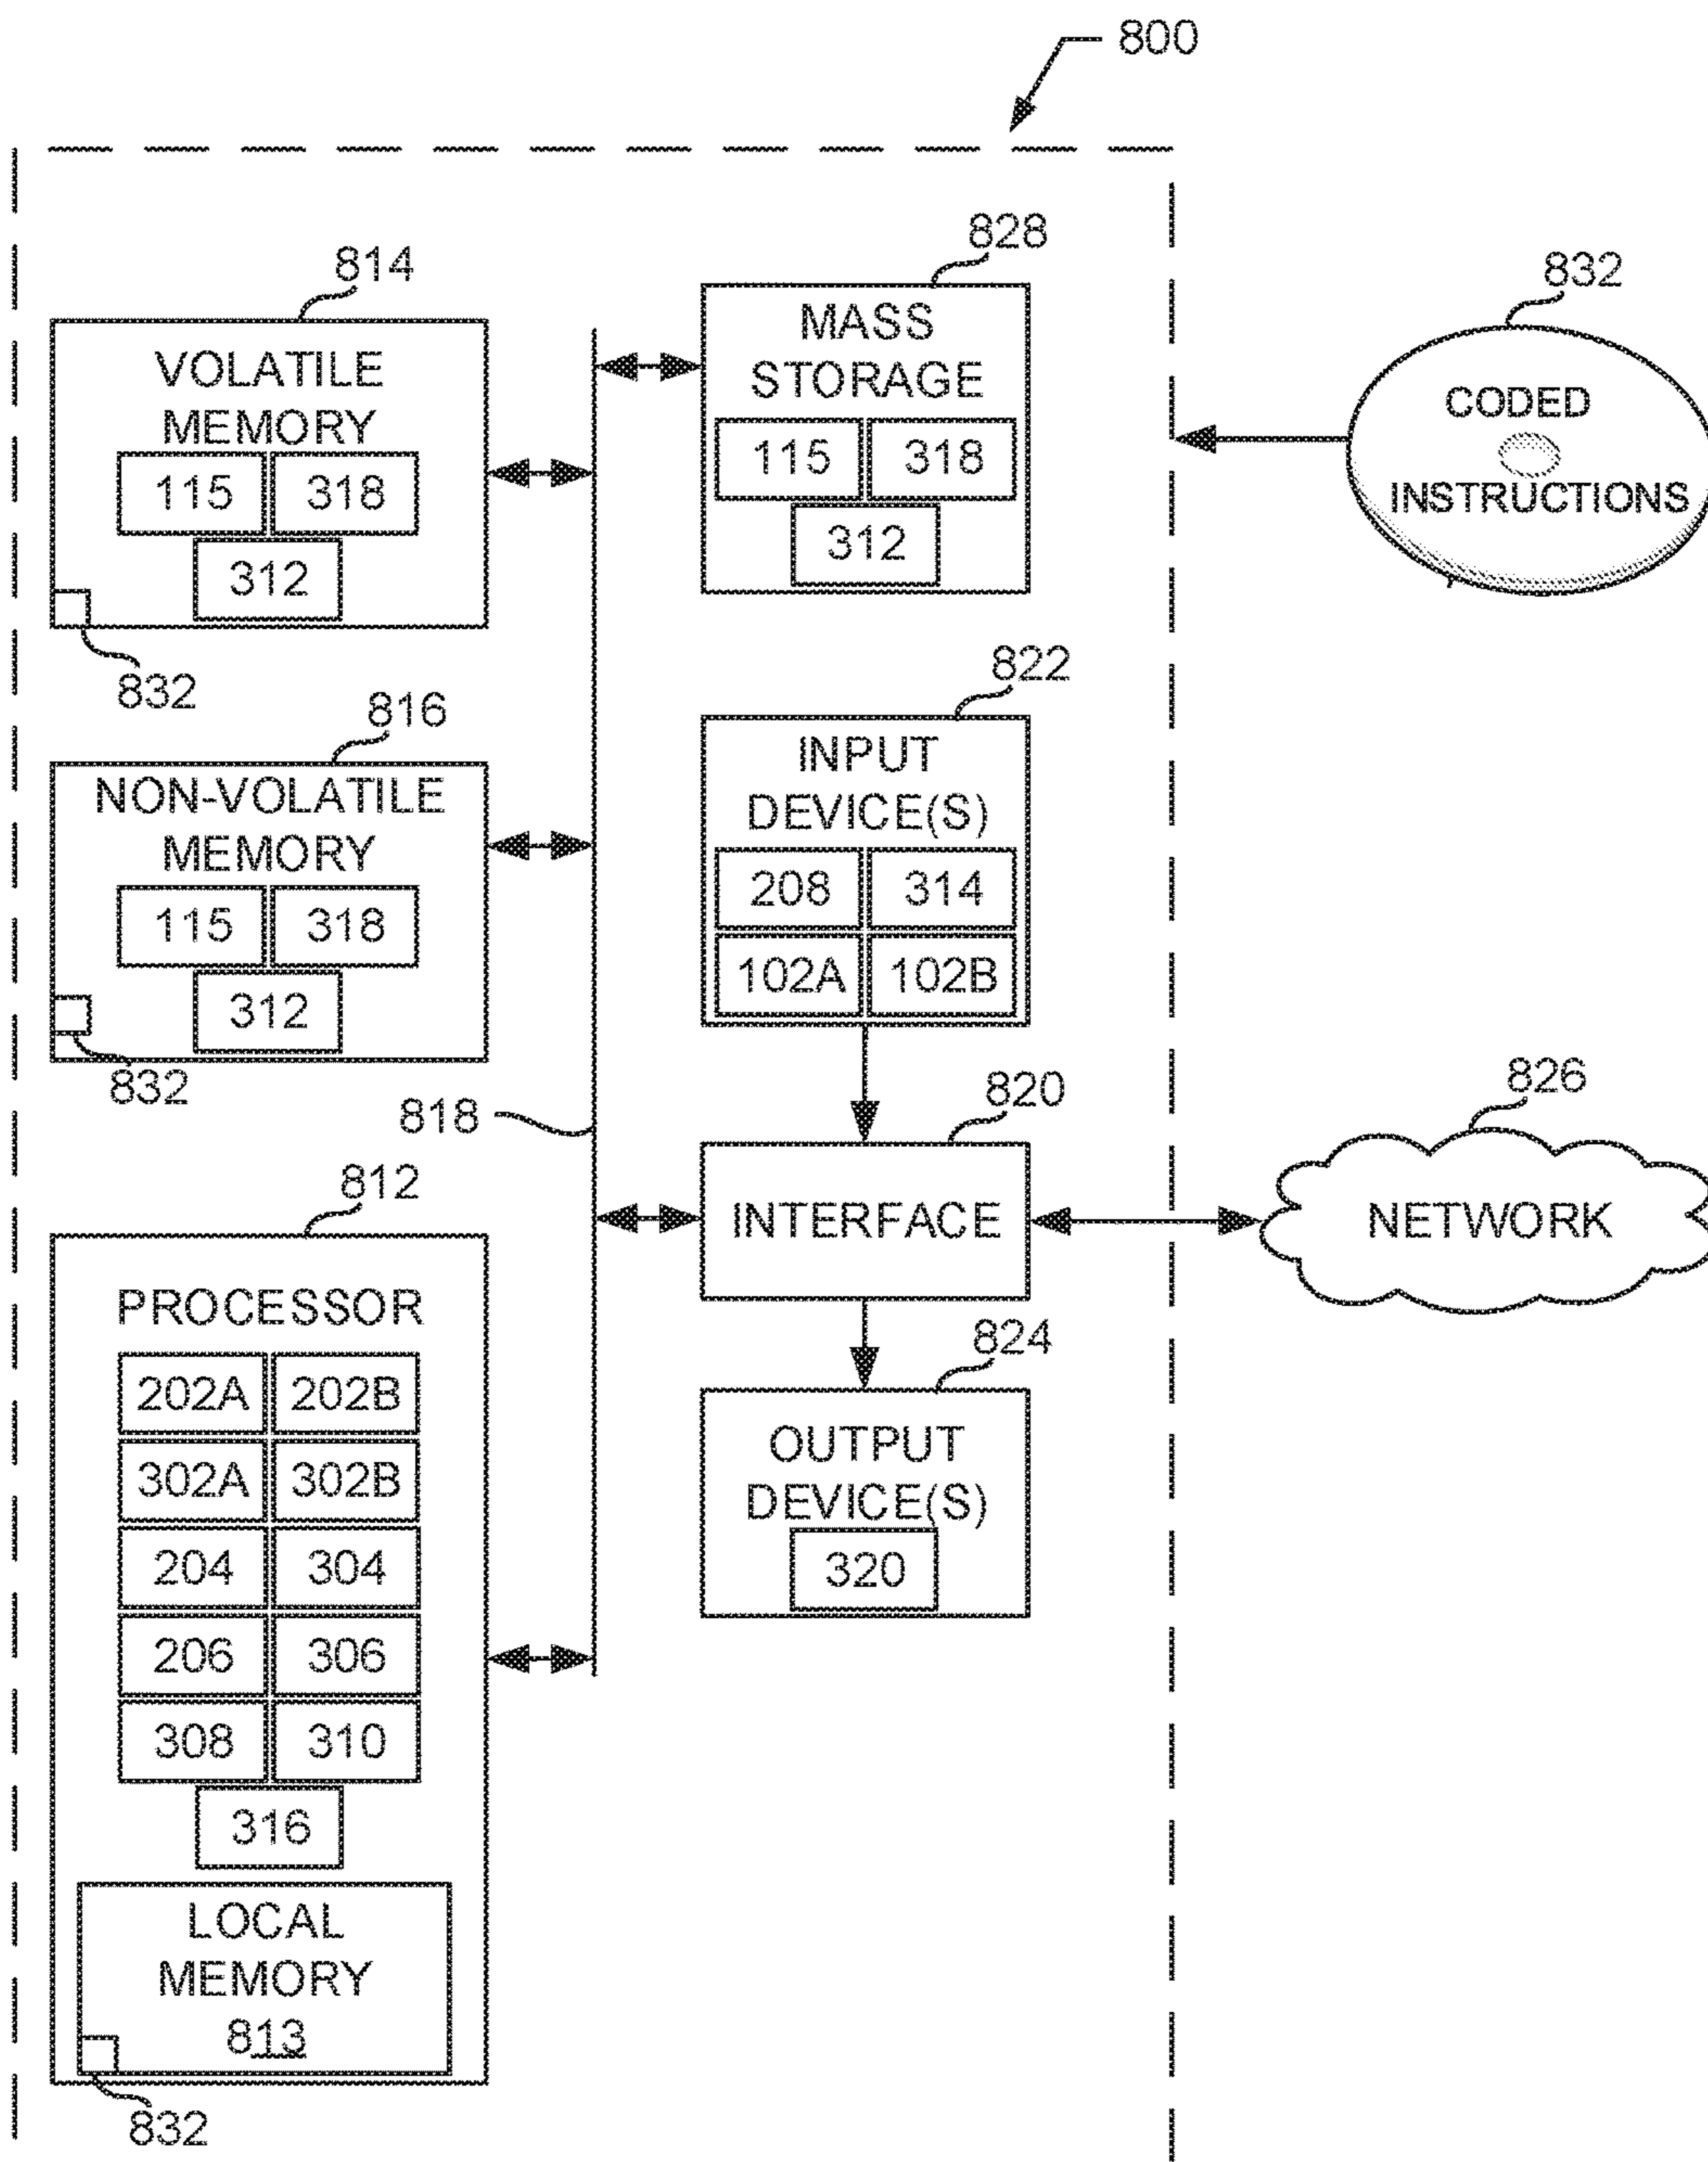 800
814
VOLATILE
MEMORY
115 318
312
832
816
NON-VOLATILE
MEMORY
115 318
312
832
818
812
PROCESSOR
202A 202B
302A 302B
204 304
206 306
308 310
316
LOCAL
MEMORY
813
832
828
MASS
STORAGE
115 318
312
822
INPUT
DEVICE(S)
208 314
102A 102B
820
INTERFACE
824
OUTPUT
DEVICE(S)
320
832
CODED
INSTRUCTIONS
826
NETWORK